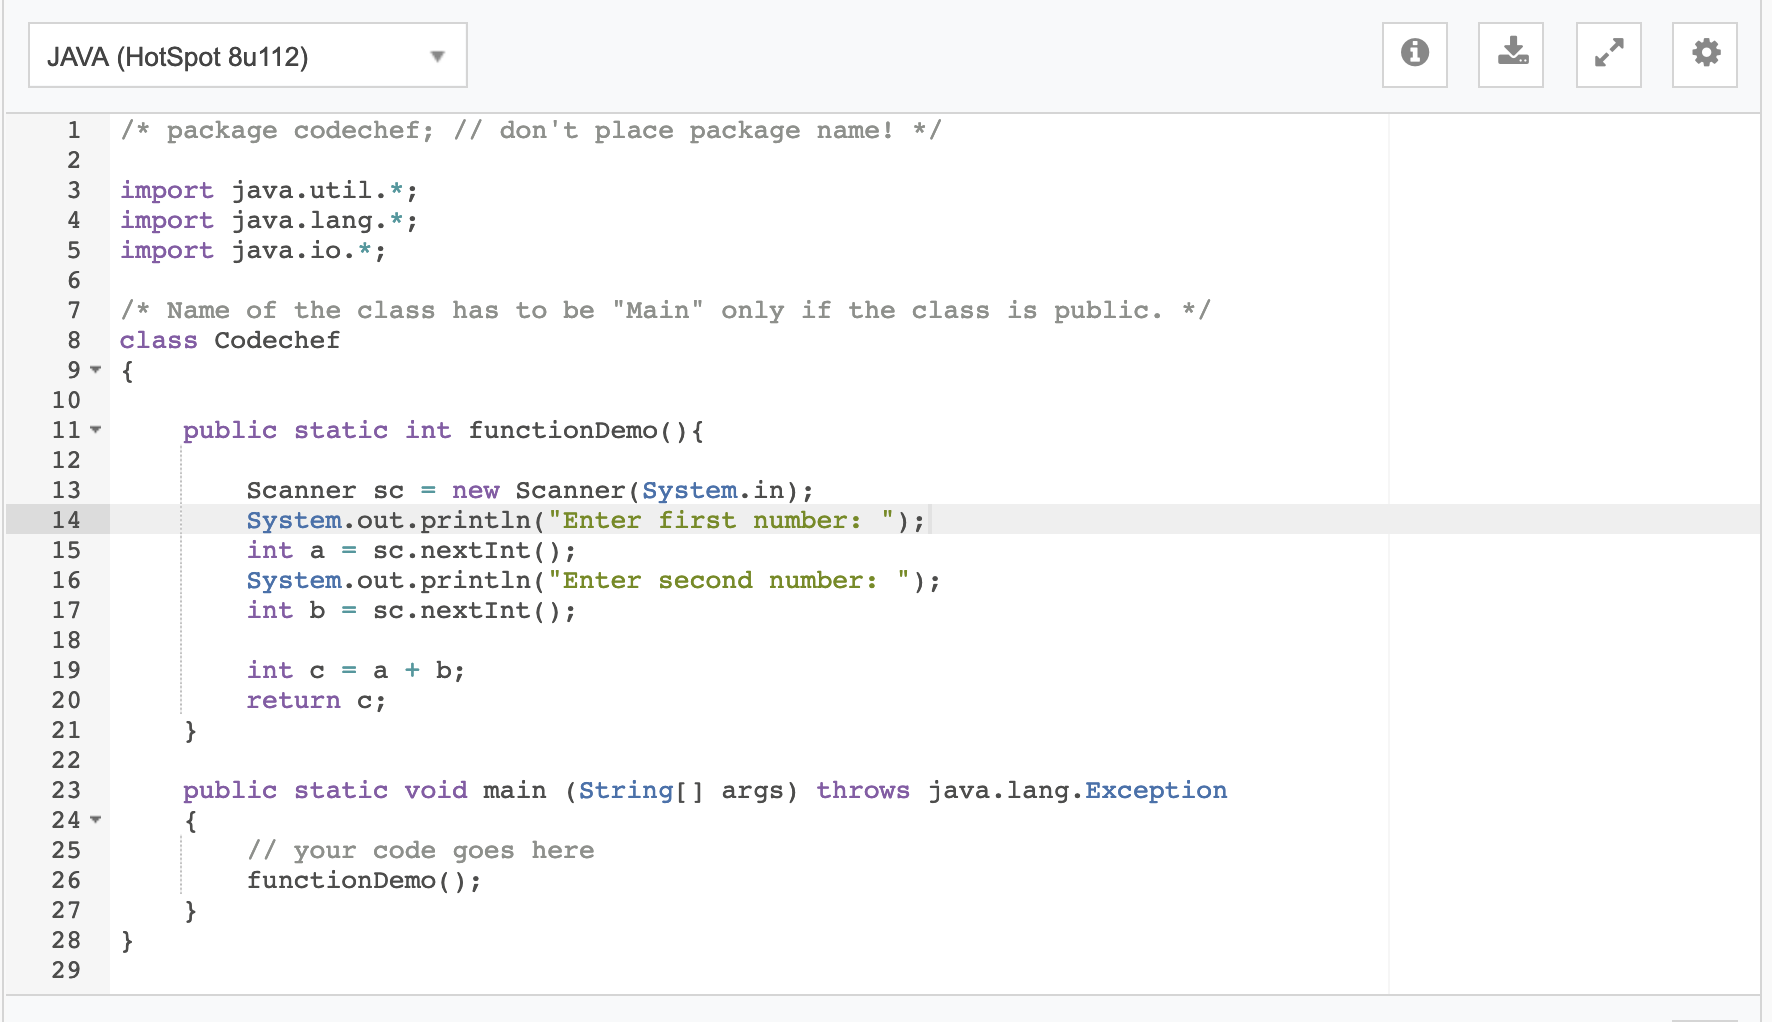 JAVA (HotSpot 8u112)
1 /* package codechef; // don't place package name! */
2
3 import java.util.*;
4 import java.lang.*;
5 import java.io.*;
6
7 /* Name of the class has to be "Main" only if the class is public. */
8 class Codechef
9 {
10
11     public static int functionDemo(){
12
13         Scanner sc = new Scanner(System.in);
14         System.out.println("Enter first number: ");
15         int a = sc.nextInt();
16         System.out.println("Enter second number: ");
17         int b = sc.nextInt();
18
19         int c = a + b;
20         return c;
21     }
22
23     public static void main (String[] args) throws java.lang.Exception
24     {
25         // your code goes here
26         functionDemo();
27     }
28 }
29